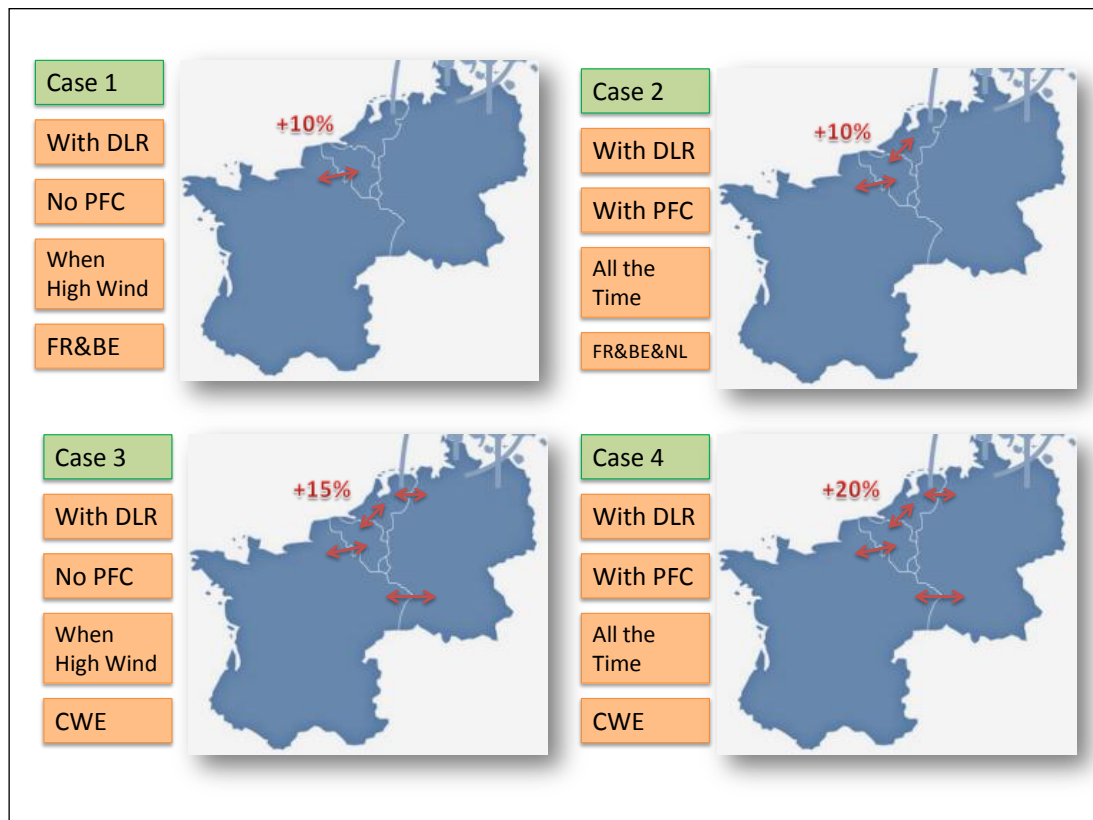 Case 1
+10%
With DLR
No PFC
When
High Wind
FR&BE
Case 2
+10%
With DLR
With PFC
All the
Time
FR&BE&NL
Case 3
+15%
With DLR
No PFC
When
High Wind
CWE
Case 4
+20%
With DLR
With PFC
All the
Time
CWE